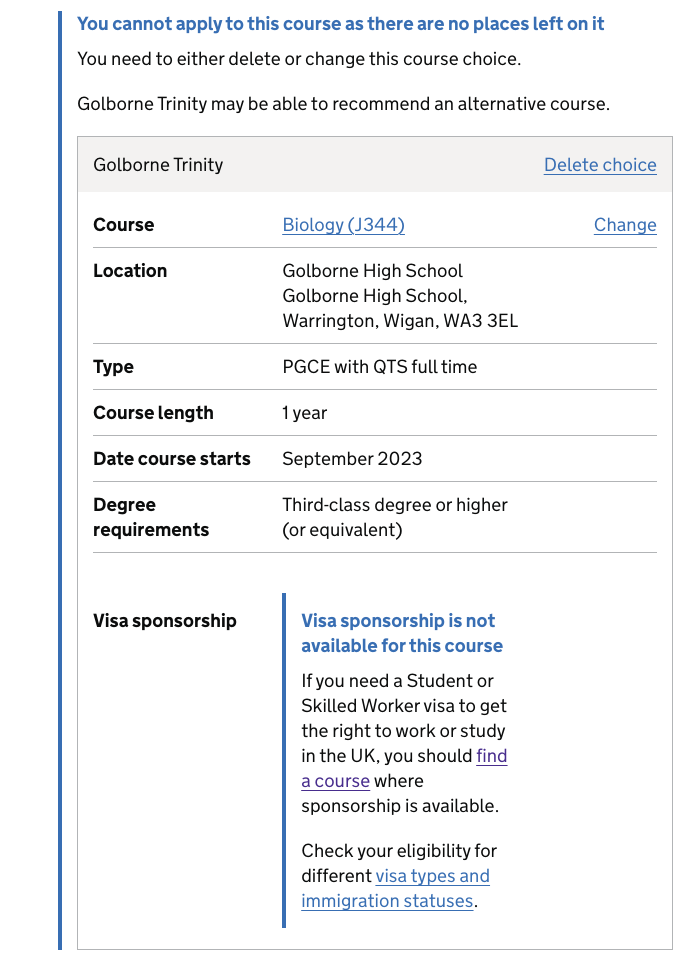 You cannot apply to this course as there are no places left on it
You need to either delete or change this course choice.
Golborne Trinity may be able to recommend an alternative course.
Golborne Trinity
Delete choice
Course
Biology (J344)
Change
Location
Golborne High School
Golborne High School,
Warrington, Wigan, WA3 3EL
Type
PGCE with QTS full time
Course length
1 year
Date course starts
September 2023
Degree
requirements
Third-class degree or higher
(or equivalent)
Visa sponsorship
Visa sponsorship is not
available for this course
If you need a Student or
Skilled Worker visa to get
the right to work or study
in the UK, you should find
a course where
sponsorship is available.
Check your eligibility for
different visa types and
immigration statuses.